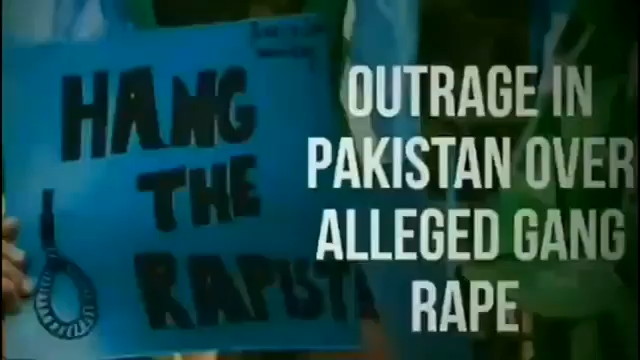 HANG
THE
RAPIST
OUTRAGE IN
PAKISTAN OVER
ALLEGED GANG
RAPE